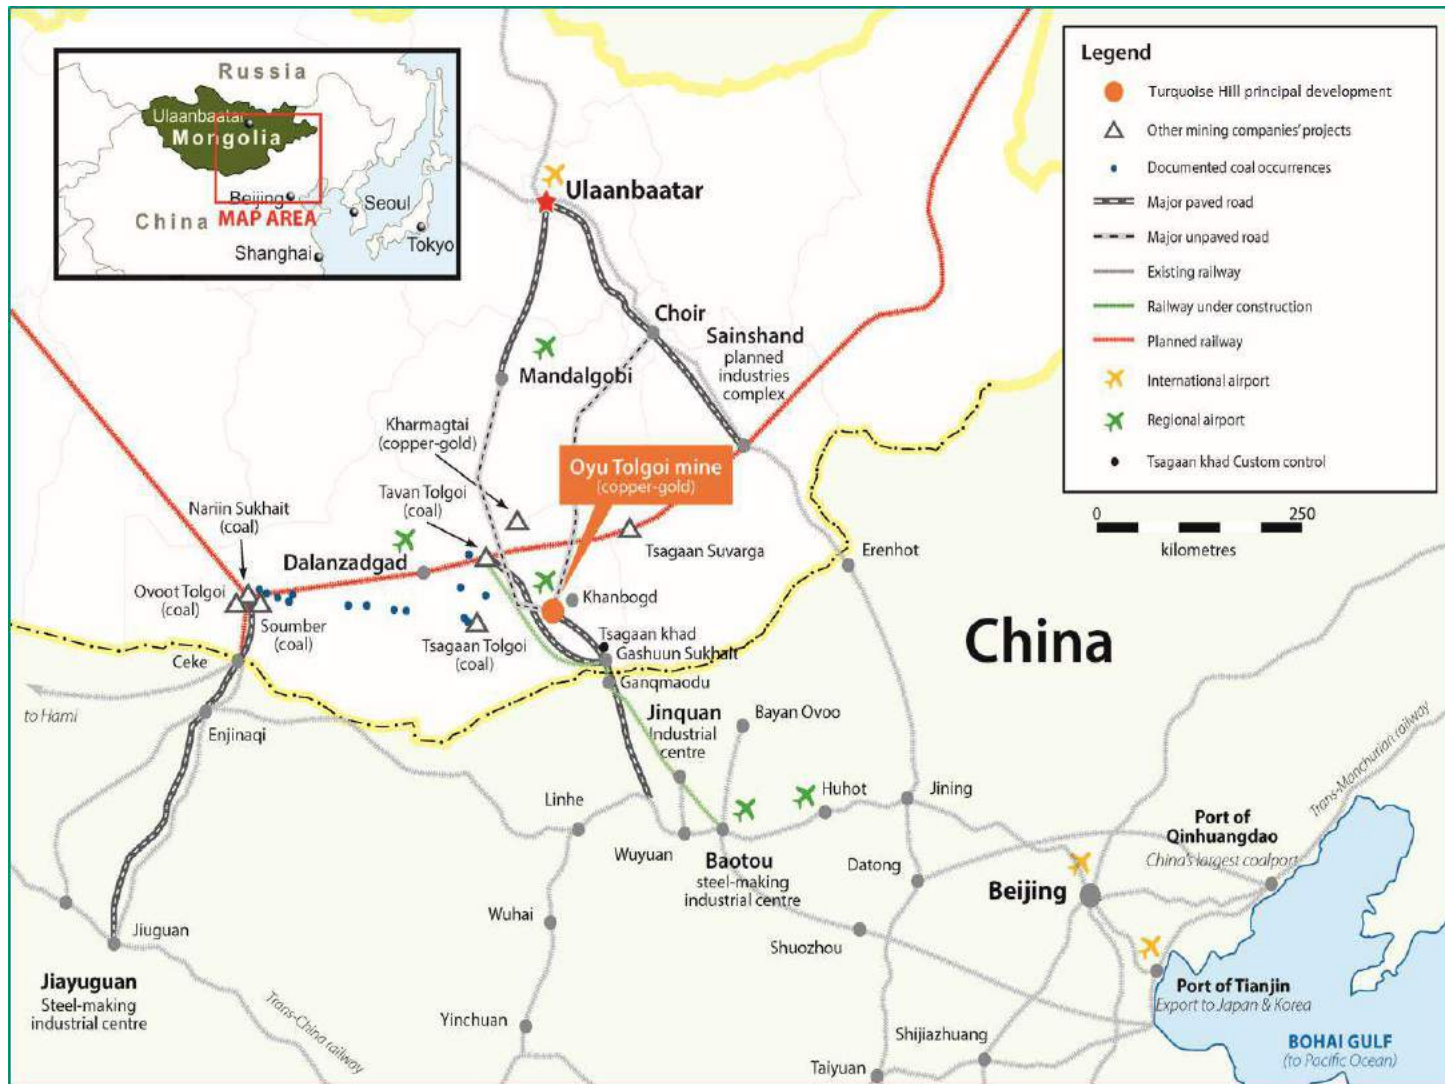 Russia
Ulaanbaatar
Mongolia
Beijing
China
MAP AREA
Seoul
Shanghai
Tokyo
Legend
Turquoise Hill principal development
Other mining companies' projects
Documented coal occurrences
Major paved road
Major unpaved road
Existing railway
Railway under construction
Planned railway
International airport
Regional airport
Tsagaan khad Custom control
0
250
kilometres
Ulaanbaatar
Choir
Sainshand
planned
industries
complex
Mandalgobi
Kharmagtai
(copper-gold)
Oyu Tolgoi mine
(copper-gold)
Tavan Tolgoi
(coal)
Nariin Sukhait
(coal)
Dalanzadgad
Tsagaan Suvarga
Erenhot
Ovoot Tolgoi
(coal)
Khanbogd
Soumber
(coal)
Tsagaan Tolgoi
(coal)
Tsagaan khad
Gashuun Sukhait
Ceke
Ganqmaodu
China
to Hami
Enjinaqi
Jinquan
Industrial
centre
Bayan Ovoo
Linhe
Huhot
Jining
Trans-Manchurian railway
Port of
Qinhuangdao
China's largest coalport
Wuyuan
Baotou
steel-making
industrial centre
Datong
Beijing
Wuhai
Shuozhou
Jiuguan
Jiayuguan
Steel-making
industrial centre
Trans-China railway
Port of Tianjin
Export to Japan & Korea
Yinchuan
Shijiazhuang
Taiyuan
BOHAI GULF
(to Pacific Ocean)